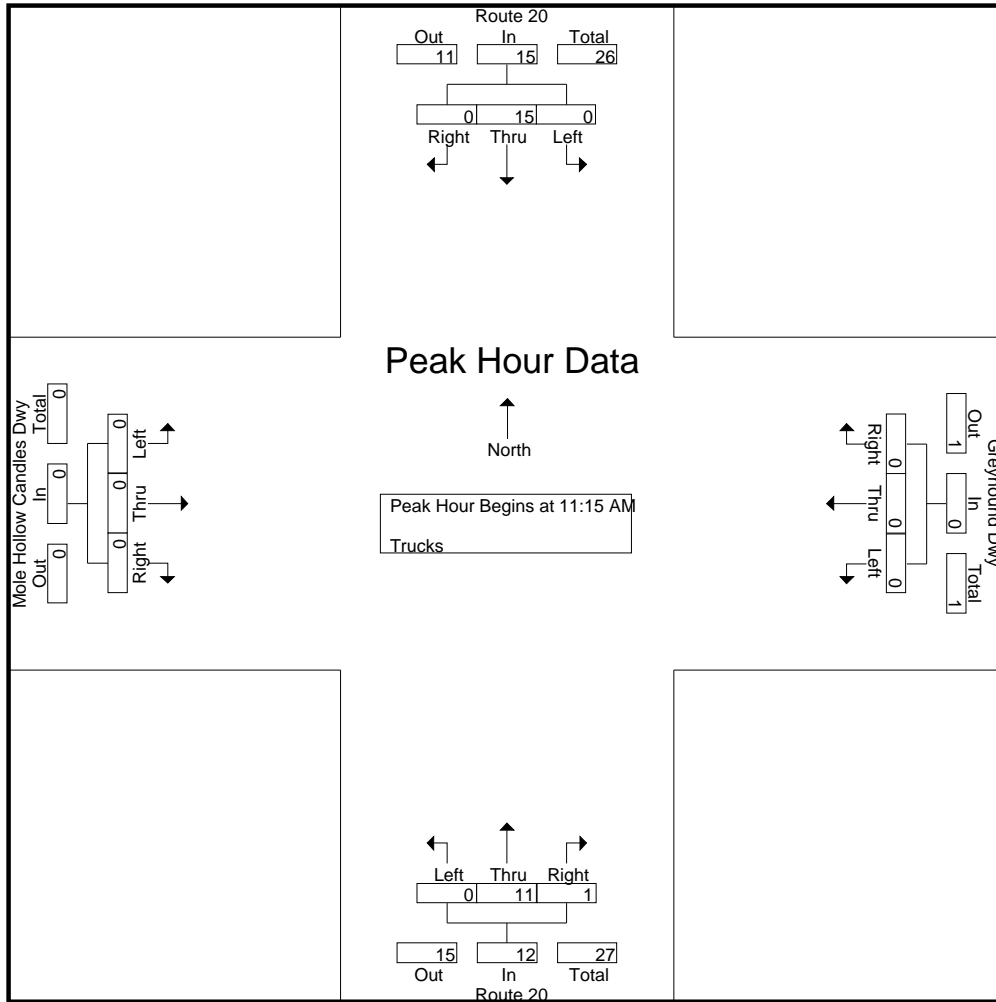 Route 20
Out In Total
11 15 26
0 15 0
Right Thru Left
Peak Hour Data
North
Peak Hour Begins at 11:15 AM
Trucks
Mole Hollow Candles Dwy
Out In Total
0 0 0
0 0 0
Right Thru Left
Greyhound Dwy
Out In Total
1 0 1
0 0 0
Right Thru Left
Left Thru Right
0 11 1
15 12 27
Out In Total
Route 20